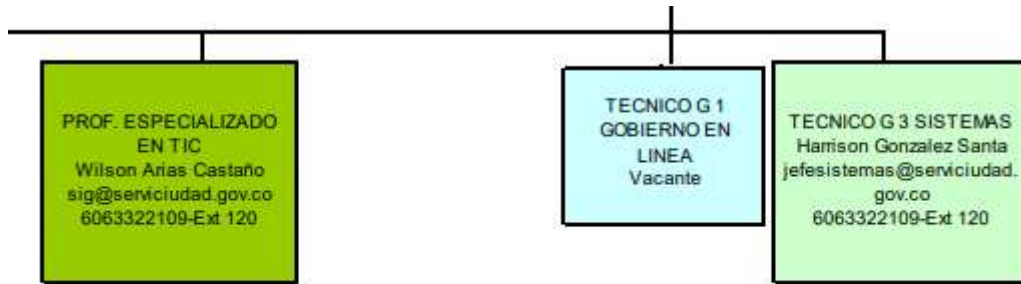 PROF. ESPECIALIZADO
EN TIC
Wilson Arias Castaño
sig@serviciudad.gov.co
6063322109-Ext 120
TECNICO G 1
GOBIERNO EN
LINEA
Vacante
TECNICO G 3 SISTEMAS
Harrison Gonzalez Santa
jefesistemas@serviciudad.
gov.co
6063322109-Ext 120